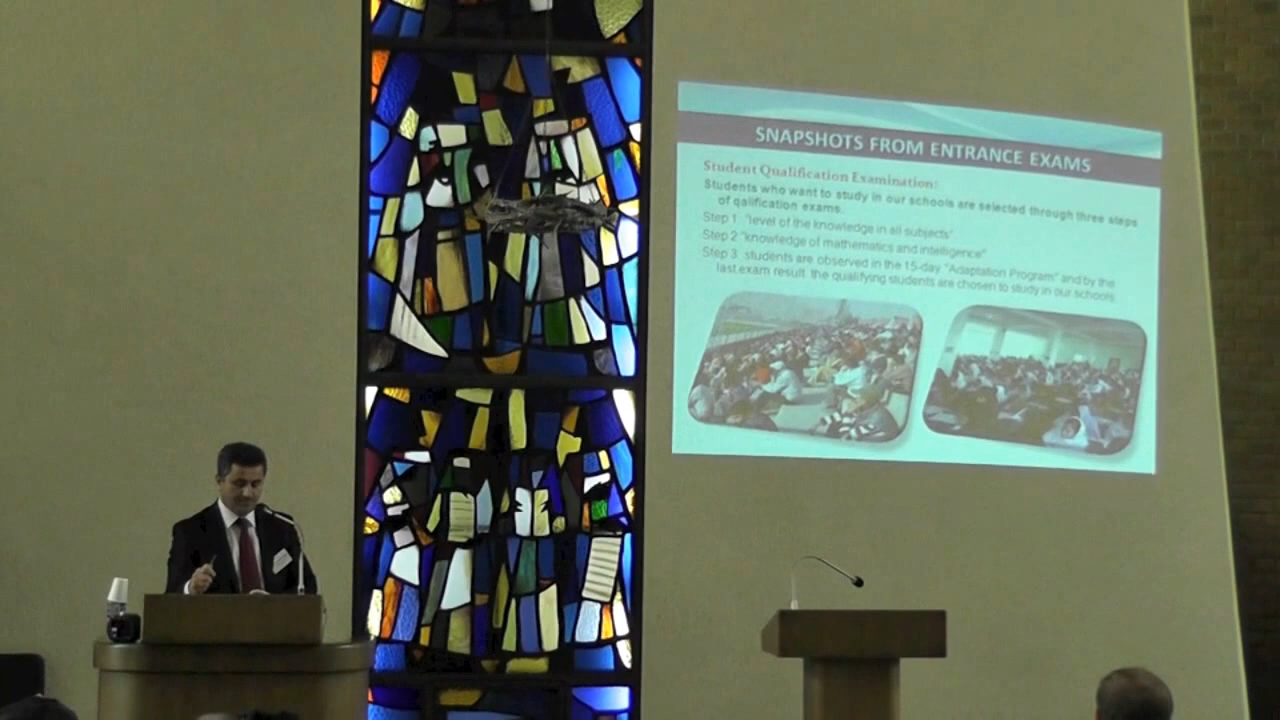 SNAPSHOTS FROM ENTRANCE EXAMS
Student Qualification Examination:
Students who want to study in our schools are selected through three steps
of qalification exams.
Step 1. "level of the knowledge in all subjects"
Step 2 "knowledge of mathematics and intelligence"
Step 3. students are observed in the 15-day "Adaptation Program" and by the
last exam result. the qualifying students are chosen to study in our schools.